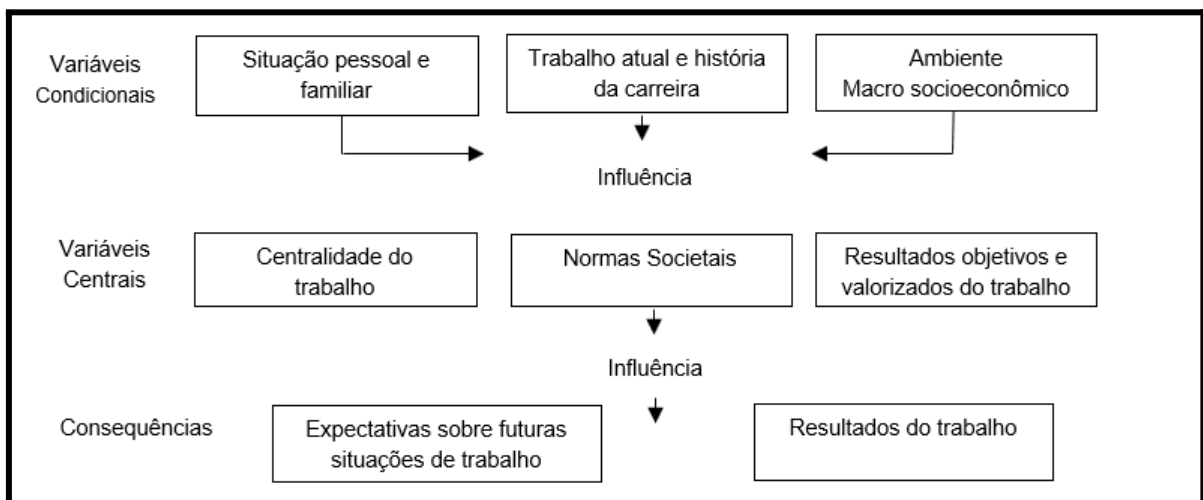 Variáveis
Condicionais
Situação pessoal e
familiar
Trabalho atual e história
da carreira
Ambiente
Macro socioeconômico
Influência
Variáveis
Centrais
Centralidade do
trabalho
Normas Societais
Resultados objetivos e
valorizados do trabalho
Influência
Consequências
Expectativas sobre futuras
situações de trabalho
Resultados do trabalho